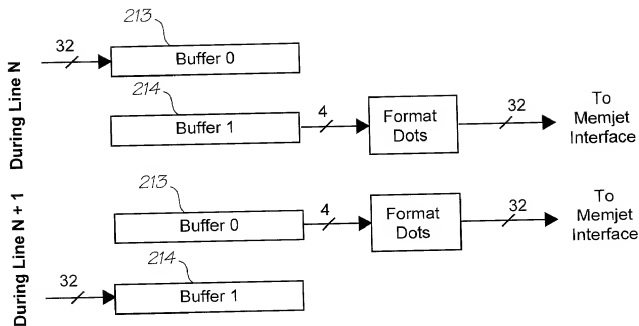 During Line N
213
32
Buffer 0
214
Buffer 1
4
Format
Dots
32
To
Memjet
Interface
During Line N + 1
213
Buffer 0
4
Format
Dots
32
To
Memjet
Interface
214
32
Buffer 1